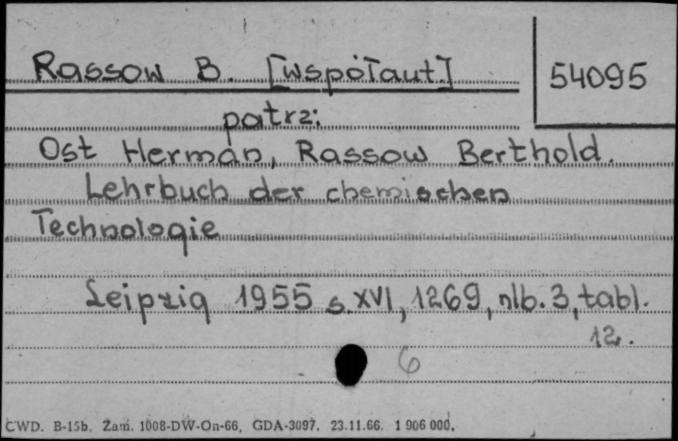 Rassow B. [współaut.]
54095
patrz:
Ost Herman, Rassow Berthold.
Lehrbuch der chemischen
Technologie
Leipzig 1955 s. XVI, 1269, nlb. 3, tabl.
12.
6
CWD. B-15b. Zam. 1008-DW-On-66, GDA-3097. 23.11.66. 1 906 000.